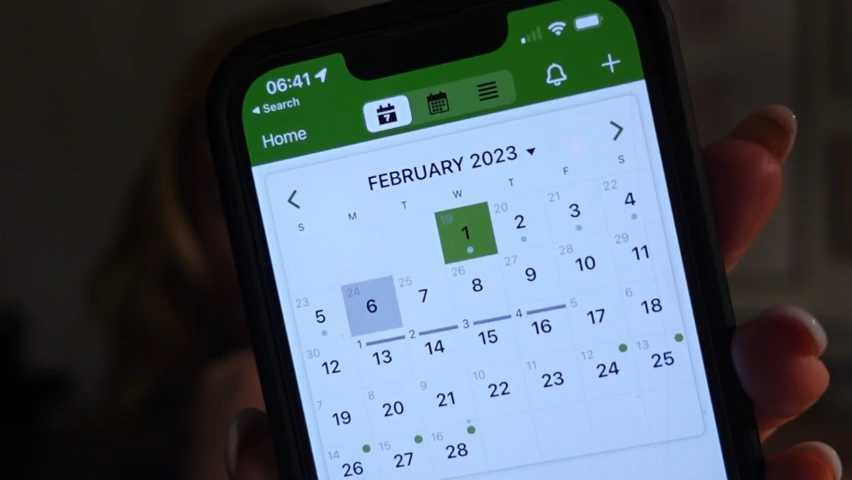 06:41
Search
Home
7
FEBRUARY 2023
S M T W T F S
19 20 21 22
1 2 3 4
23 24 25 26 27 28 29
5 6 7 8 9 10 11
30 1 2 3 4 5 6
12 13 14 15 16 17 18
7 8 9 10 11 12 13
19 20 21 22 23 24 25
14 15 16
26 27 28